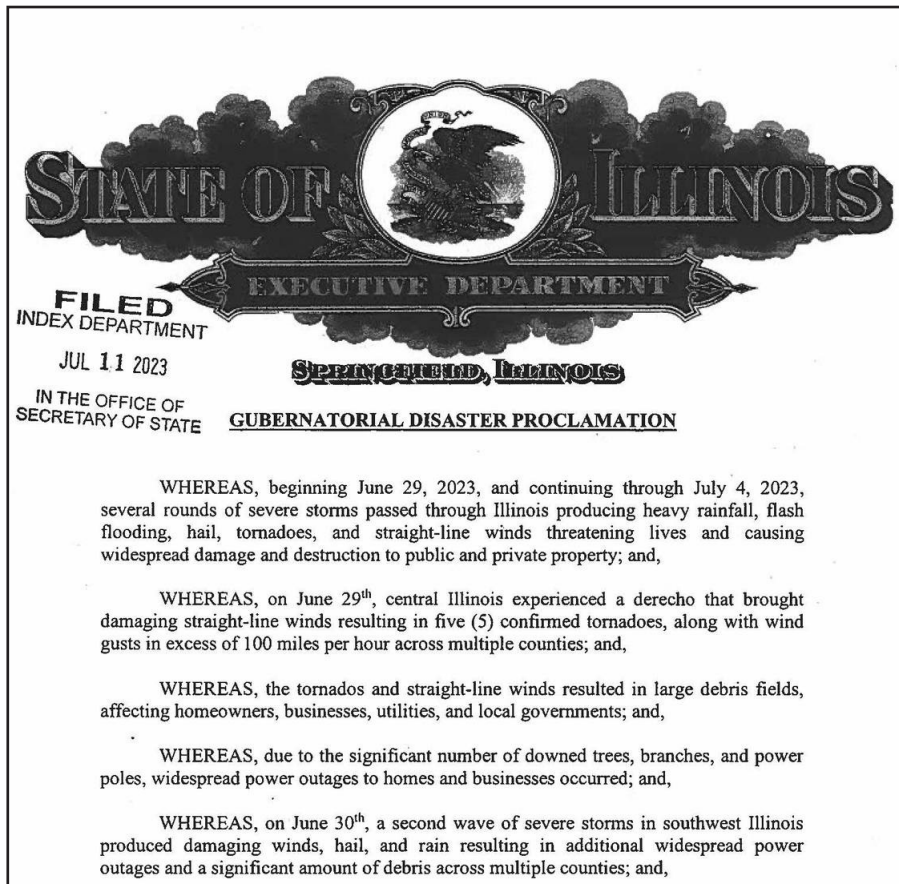 STATE OF ILLINOIS
EXECUTIVE DEPARTMENT
SPRINGFIELD, ILLINOIS
FILED
INDEX DEPARTMENT
JUL 11 2023
IN THE OFFICE OF
SECRETARY OF STATE
GUBERNATORIAL DISASTER PROCLAMATION
WHEREAS, beginning June 29, 2023, and continuing through July 4, 2023,
several rounds of severe storms passed through Illinois producing heavy rainfall, flash
flooding, hail, tornadoes, and straight-line winds threatening lives and causing
widespread damage and destruction to public and private property; and,
WHEREAS, on June 29th, central Illinois experienced a derecho that brought
damaging straight-line winds resulting in five (5) confirmed tornadoes, along with wind
gusts in excess of 100 miles per hour across multiple counties; and,
WHEREAS, the tornados and straight-line winds resulted in large debris fields,
affecting homeowners, businesses, utilities, and local governments; and,
WHEREAS, due to the significant number of downed trees, branches, and power
poles, widespread power outages to homes and businesses occurred; and,
WHEREAS, on June 30th, a second wave of severe storms in southwest Illinois
produced damaging winds, hail, and rain resulting in additional widespread power
outages and a significant amount of debris across multiple counties; and,